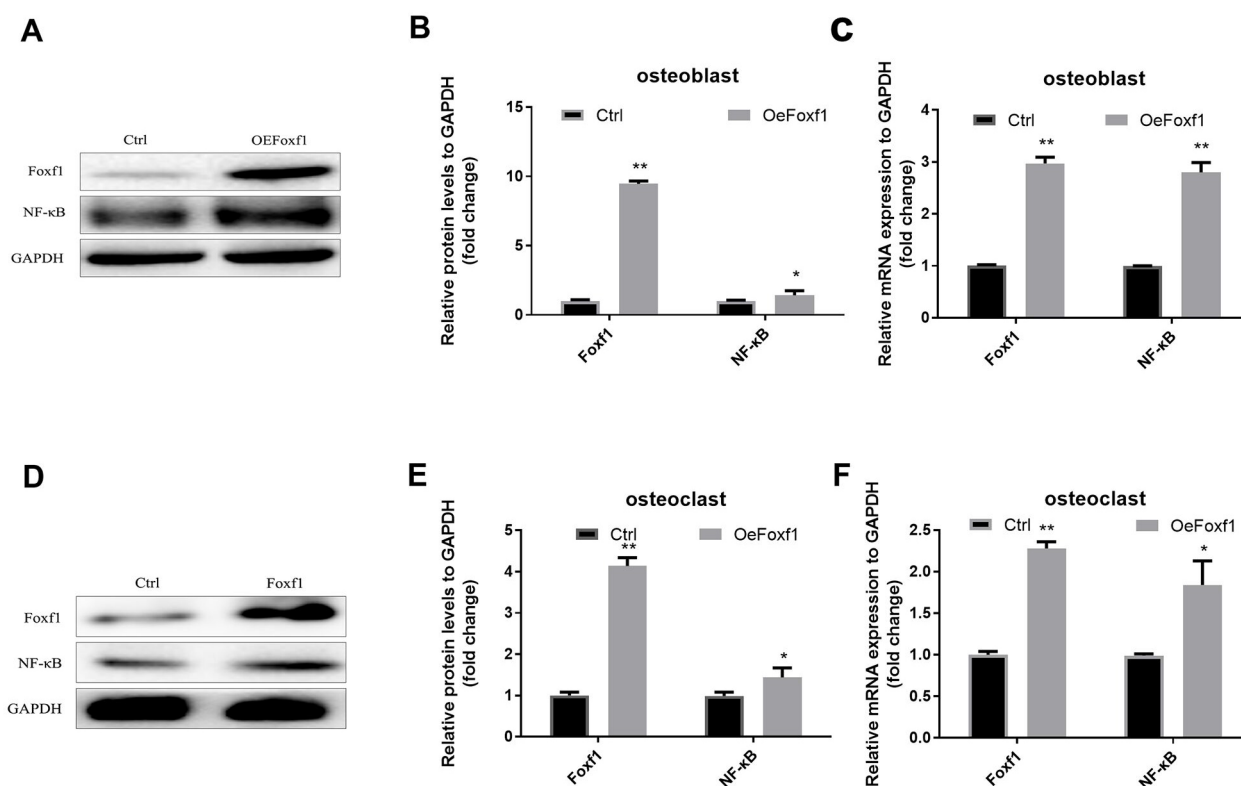 A
Ctrl OEFoxf1
Foxf1
NF-κB
GAPDH
B
osteoblast
Ctrl OeFoxf1
Relative protein levels to GAPDH
(fold change)
15
10
5
0
**
*
Foxf1 NF-κB
C
osteoblast
Ctrl OeFoxf1
Relative mRNA expression to GAPDH
(fold change)
4
3
2
1
0
**
**
Foxf1 NF-κB
D
Ctrl Foxf1
Foxf1
NF-κB
GAPDH
E
osteoclast
Ctrl OeFoxf1
Relative protein levels to GAPDH
(fold change)
5
4
3
2
1
0
**
*
Foxf1 NF-κB
F
osteoclast
Ctrl OeFoxf1
Relative mRNA expression to GAPDH
(fold change)
2.5
2.0
1.5
1.0
0.5
0.0
**
*
Foxf1 NF-κB